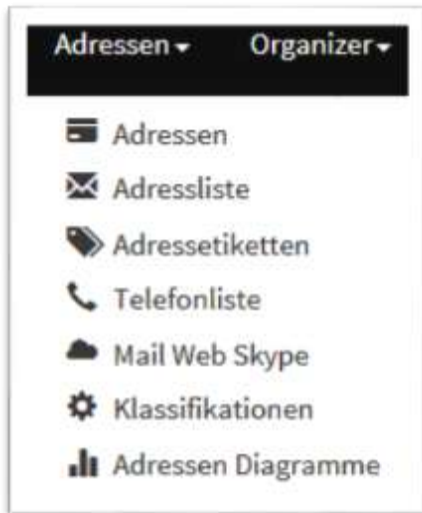 Adressen Organizer
Adressen
Adressliste
Adressetiketten
Telefonliste
Mail Web Skype
Klassifikationen
Adressen Diagramme